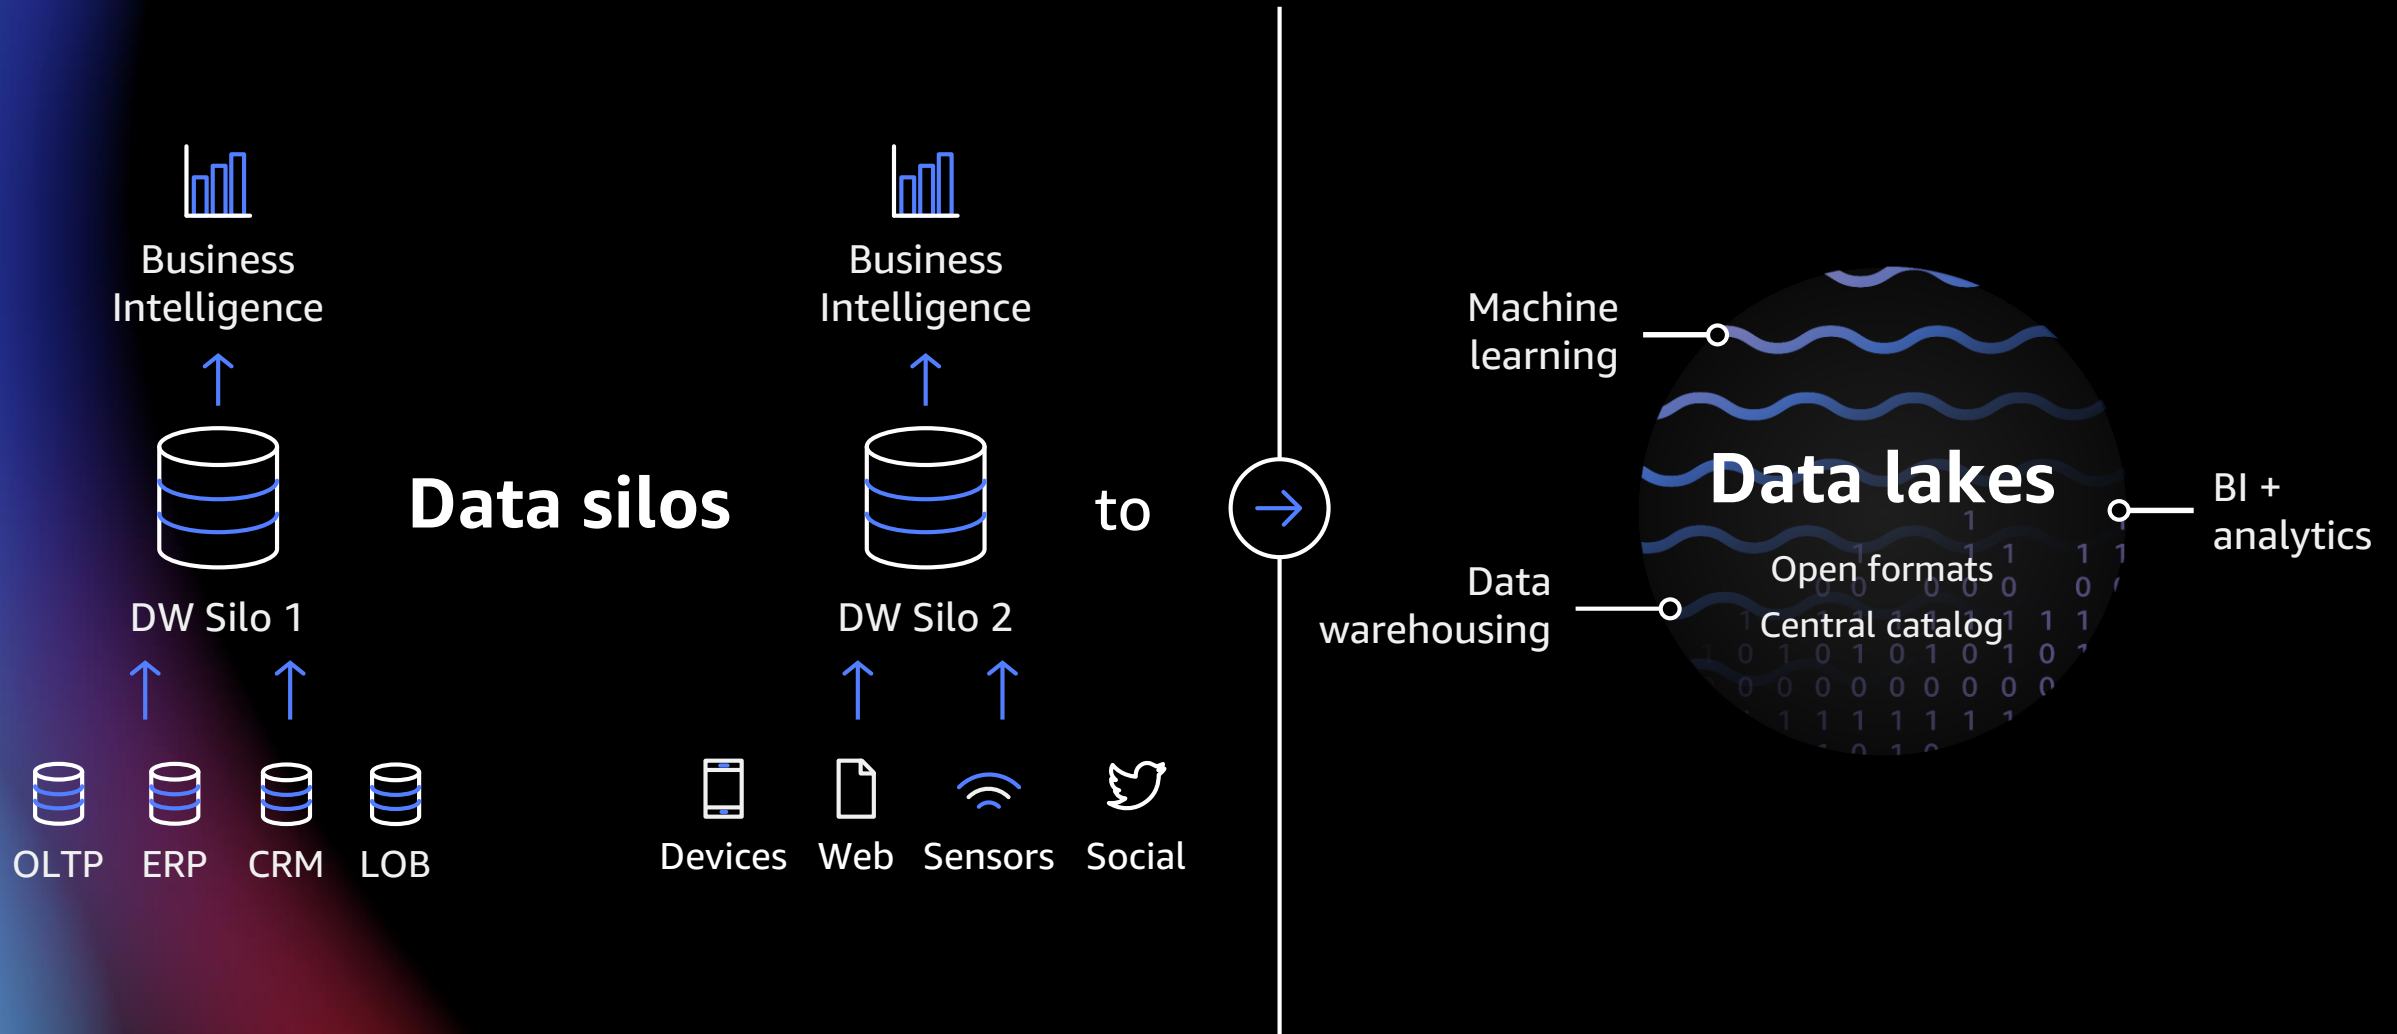 Business
Intelligence
DW Silo 1
OLTP
ERP
CRM
LOB
Data silos
Business
Intelligence
DW Silo 2
Devices
Web
Sensors
Social
to
Machine
learning
Data
warehousing
Data lakes
Open formats
Central catalog
BI +
analytics